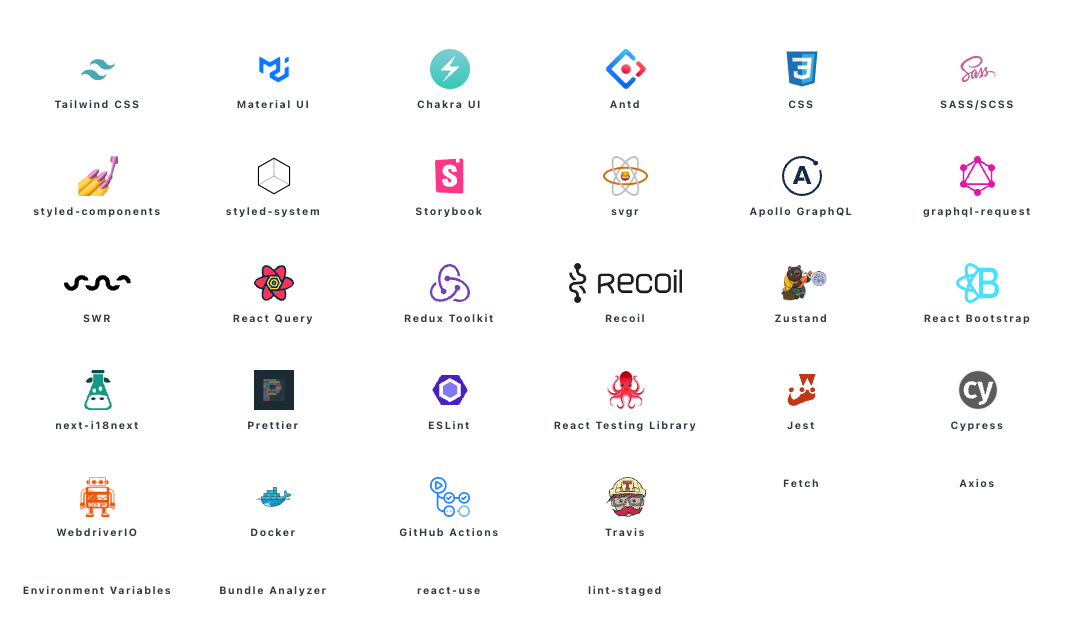 Tailwind CSS
Material UI
Chakra UI
Antd
CSS
Sass
SASS/SCSS
styled-components
styled-system
S
Storybook
svgr
A
Apollo GraphQL
graphql-request
SWR
React Query
Redux Toolkit
RECOIL
Recoil
Zustand
B
React Bootstrap
next-i18next
P
Prettier
ESLint
React Testing Library
Jest
cy
Cypress
WebdriverIO
Docker
GitHub Actions
T
Travis
Fetch
Axios
Environment Variables
Bundle Analyzer
react-use
lint-staged